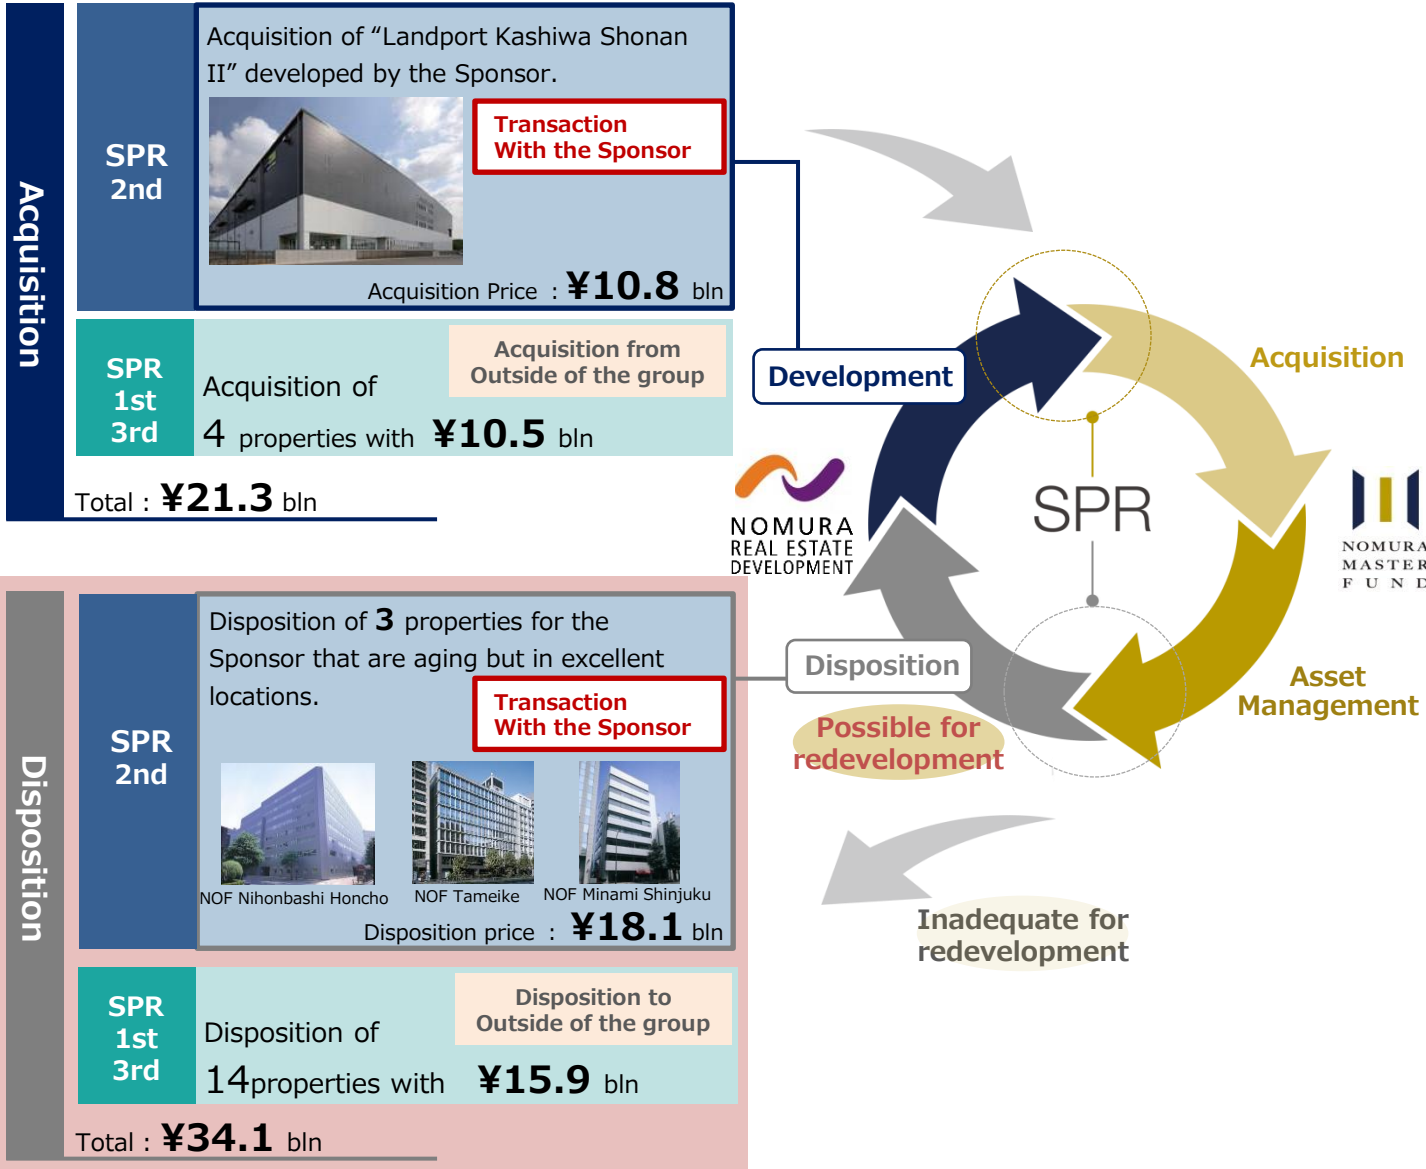 Acquisition
SPR
2nd
Acquisition of “Landport Kashiwa Shonan
II” developed by the Sponsor.
Transaction
With the Sponsor
Acquisition Price : ¥10.8 bln
SPR
1st
3rd
Acquisition from
Outside of the group
Acquisition of
4 properties with ¥10.5 bln
Total : ¥21.3 bln
Disposition
SPR
2nd
Disposition of 3 properties for the
Sponsor that are aging but in excellent
locations.
Transaction
With the Sponsor
NOF Nihonbashi Honcho
NOF Tameike
NOF Minami Shinjuku
Disposition price : ¥18.1 bln
SPR
1st
3rd
Disposition to
Outside of the group
Disposition of
14properties with ¥15.9 bln
Total : ¥34.1 bln
Development
Acquisition
NOMURA
REAL ESTATE
DEVELOPMENT
SPR
NOMURA
MASTER
FUND
Disposition
Possible for
redevelopment
Asset
Management
Inadequate for
redevelopment